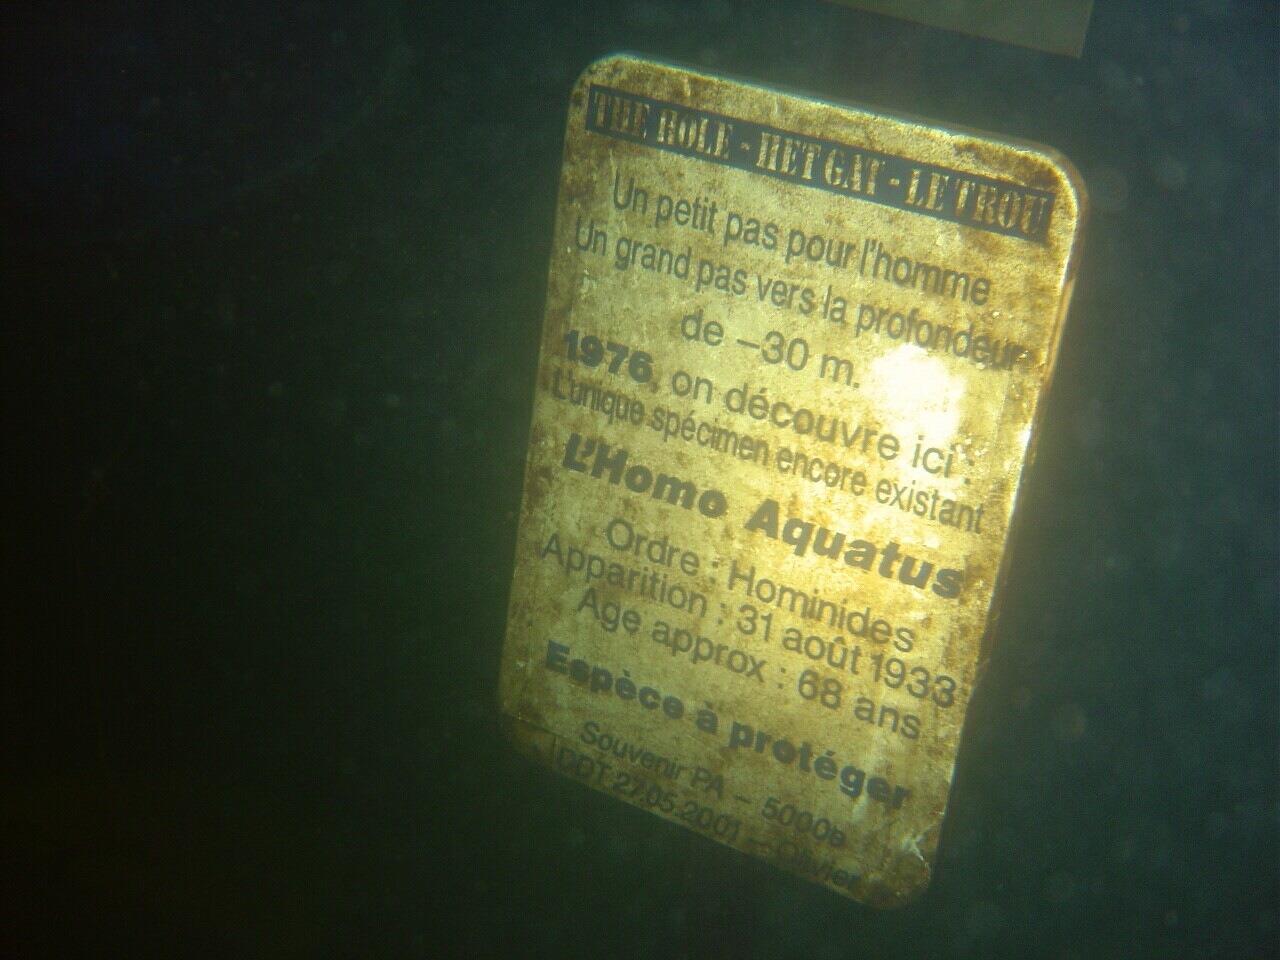 THE HOLE - HET GAT - LE TROU
Un petit pas pour l'homme
Un grand pas vers la profondeur
de –30 m.
1976, on découvre ici :
L'unique spécimen encore existant
L'Homo Aquatus
Ordre : Hominides
Apparition : 31 août 1933
Age approx : 68 ans
Espèce à protéger
Souvenir PA – 5000e
DDT 27.05.2001 – Olivier